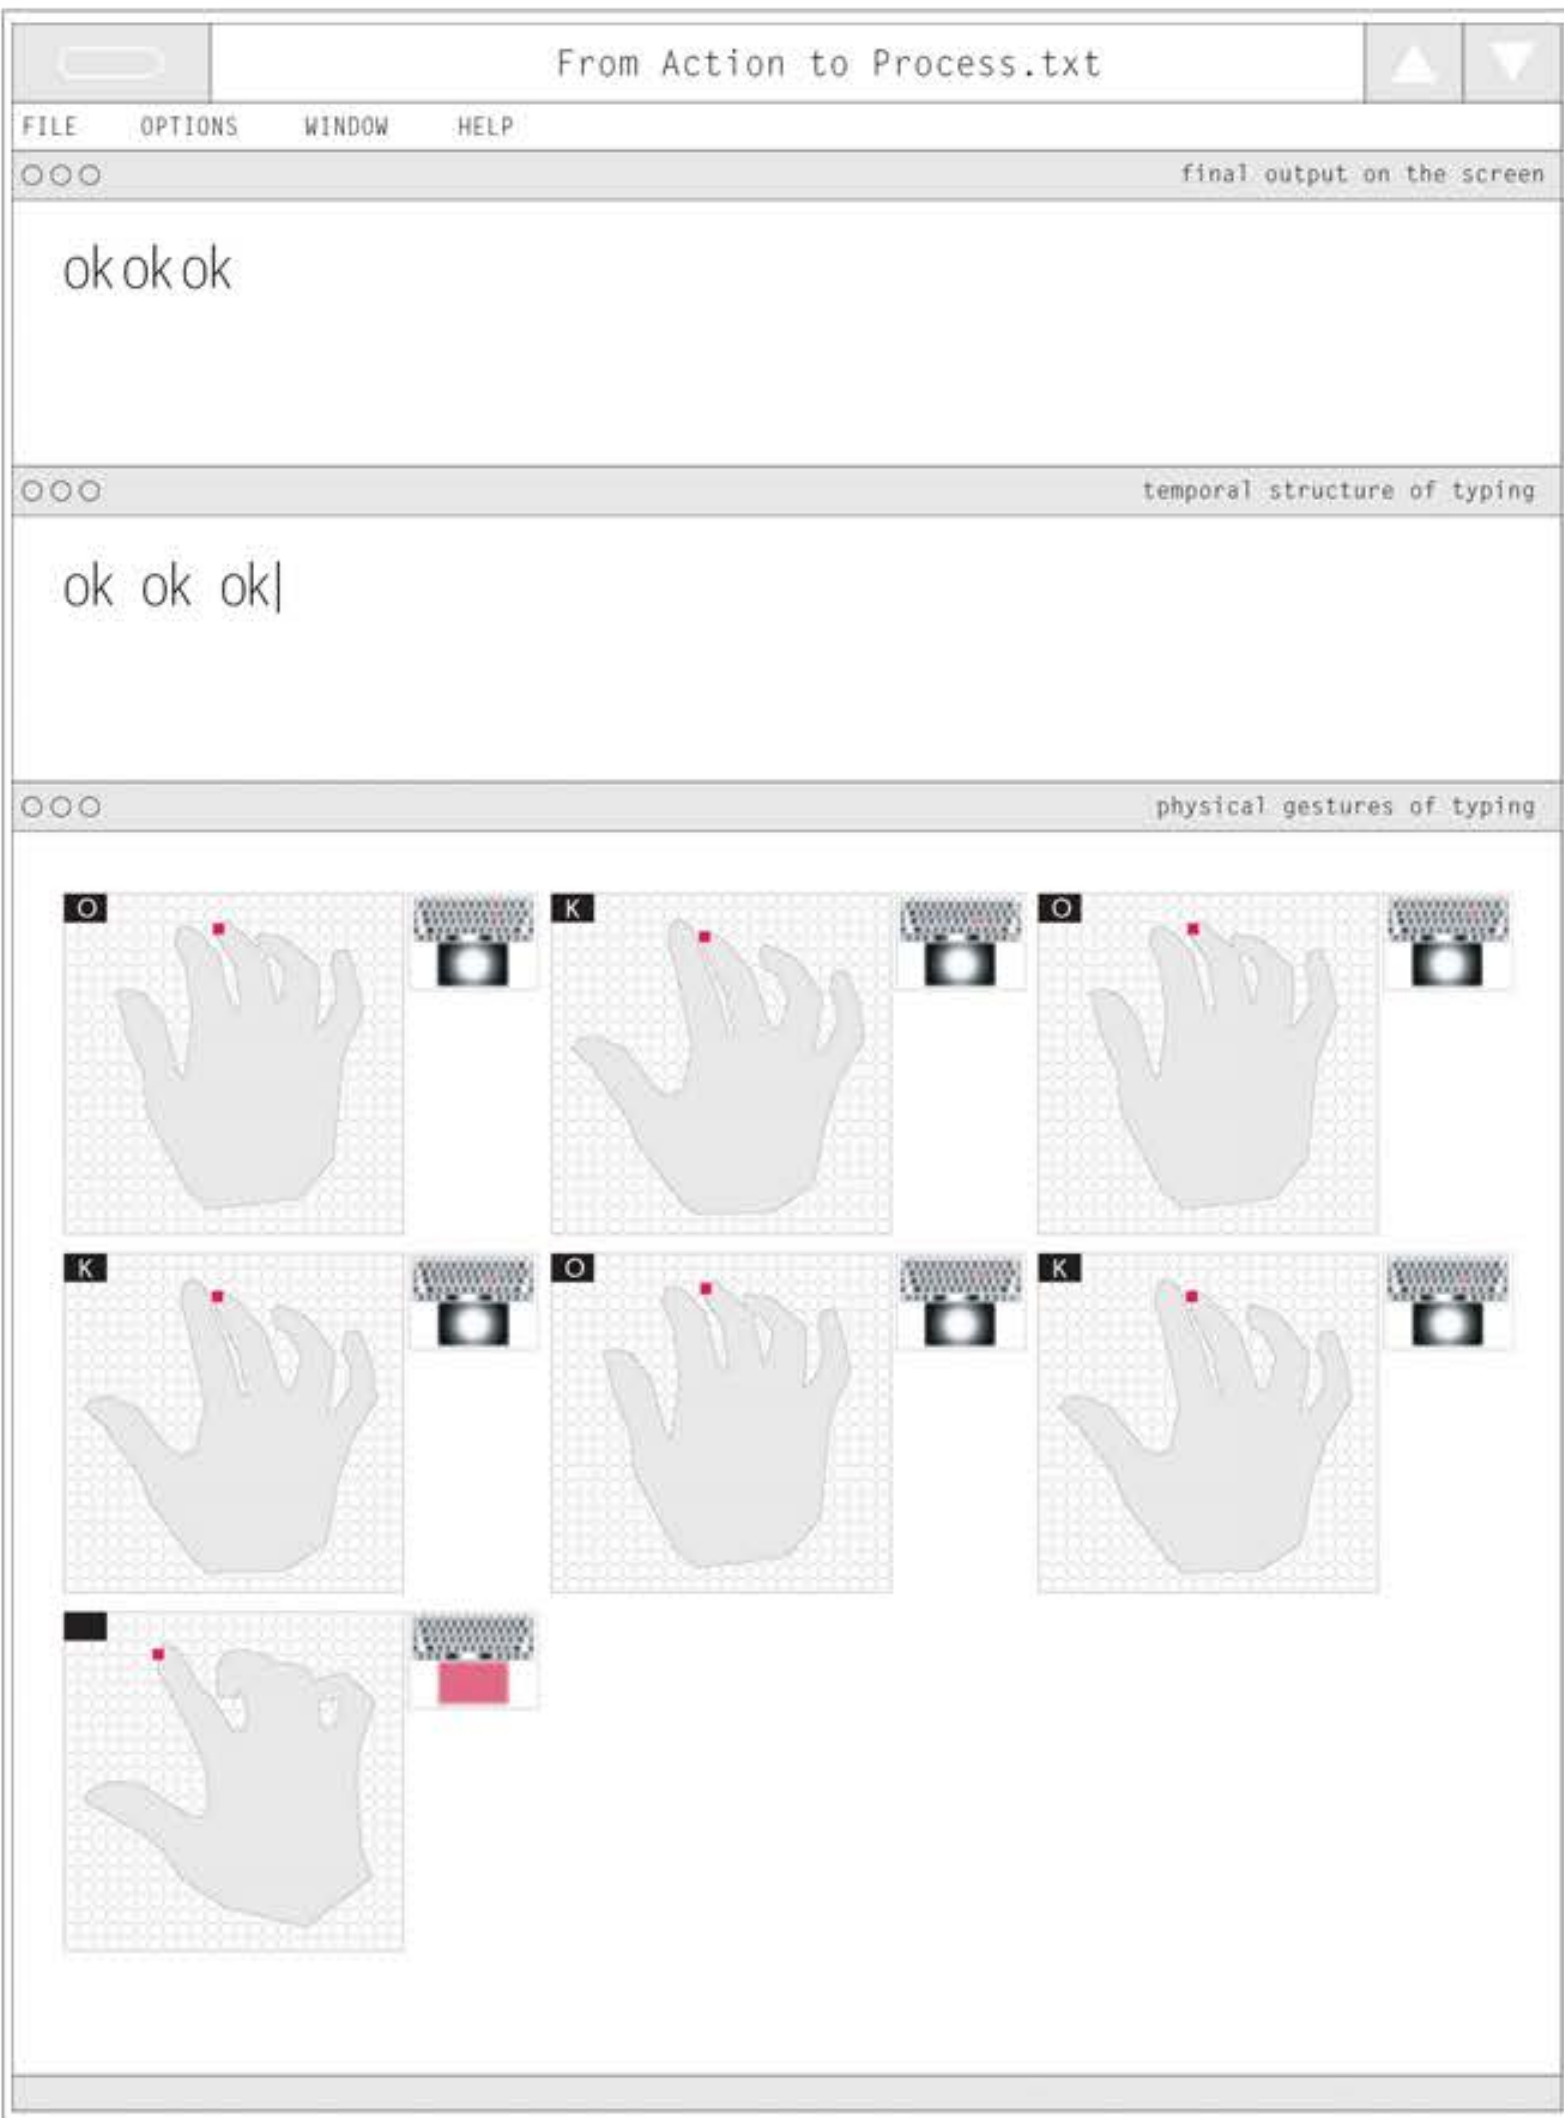 From Action to Process.txt
FILE OPTIONS WINDOW HELP
final output on the screen
ok ok ok
temporal structure of typing
ok ok ok|
physical gestures of typing
O K O
K O K